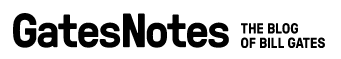 GatesNotes
THE BLOG
OF BILL GATES